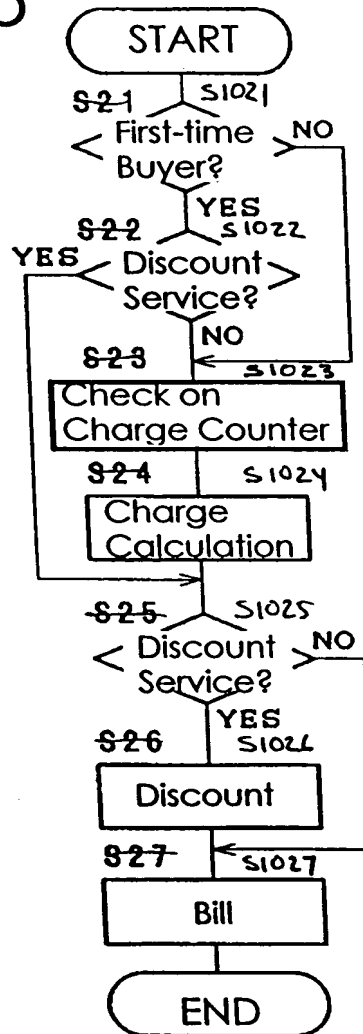 START
S21 S1021
First-time NO
Buyer?
YES
S22 S1022
YES Discount
Service?
NO
S23 S1023
Check on
Charge Counter
S24 S1024
Charge
Calculation
S25 S1025
Discount NO
Service?
YES
S26 S1026
Discount
S27 S1027
Bill
END